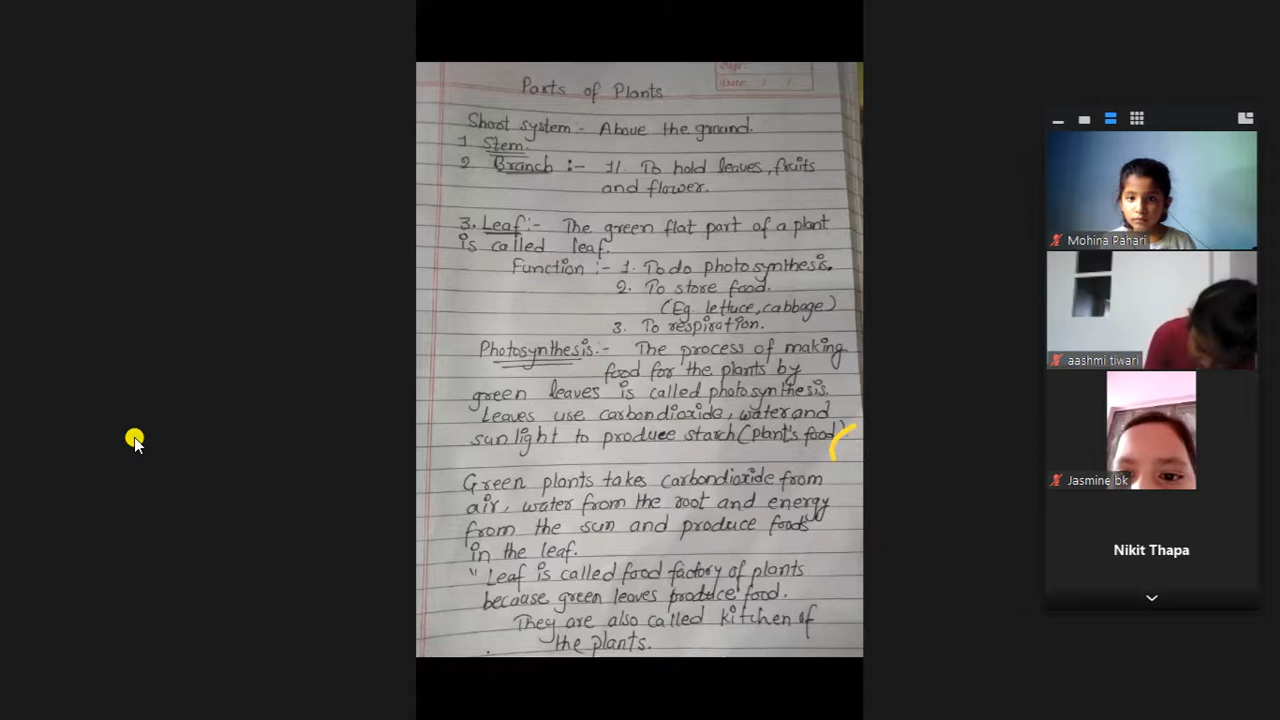 Page:
Date: / /
Parts of Plants
Shoot system:- Above the ground.
1 Stem.
2 Branch :- 1/. To hold leaves, fruits
and flower.
3. Leaf:- The green flat part of a plant
is called leaf.
Function :- 1. To do photosynthesis.
2. To store food.
(Eg. lettuce, cabbage)
3. To respiration.
Photosynthesis:- The process of making
food for the plants by
green leaves is called photosynthesis.
Leaves use carbondioxide, water and
sunlight to produce starch (plant's food)
Green plants takes carbondioxide from
air, water from the root and energy
from the sun and produce foods
in the leaf.
" Leaf is called food factory of plants
because green leaves produce food.
They are also called kitchen of
the plants.
Mohina Pahari
aashmi tiwari
Jasmine bk
Nikit Thapa